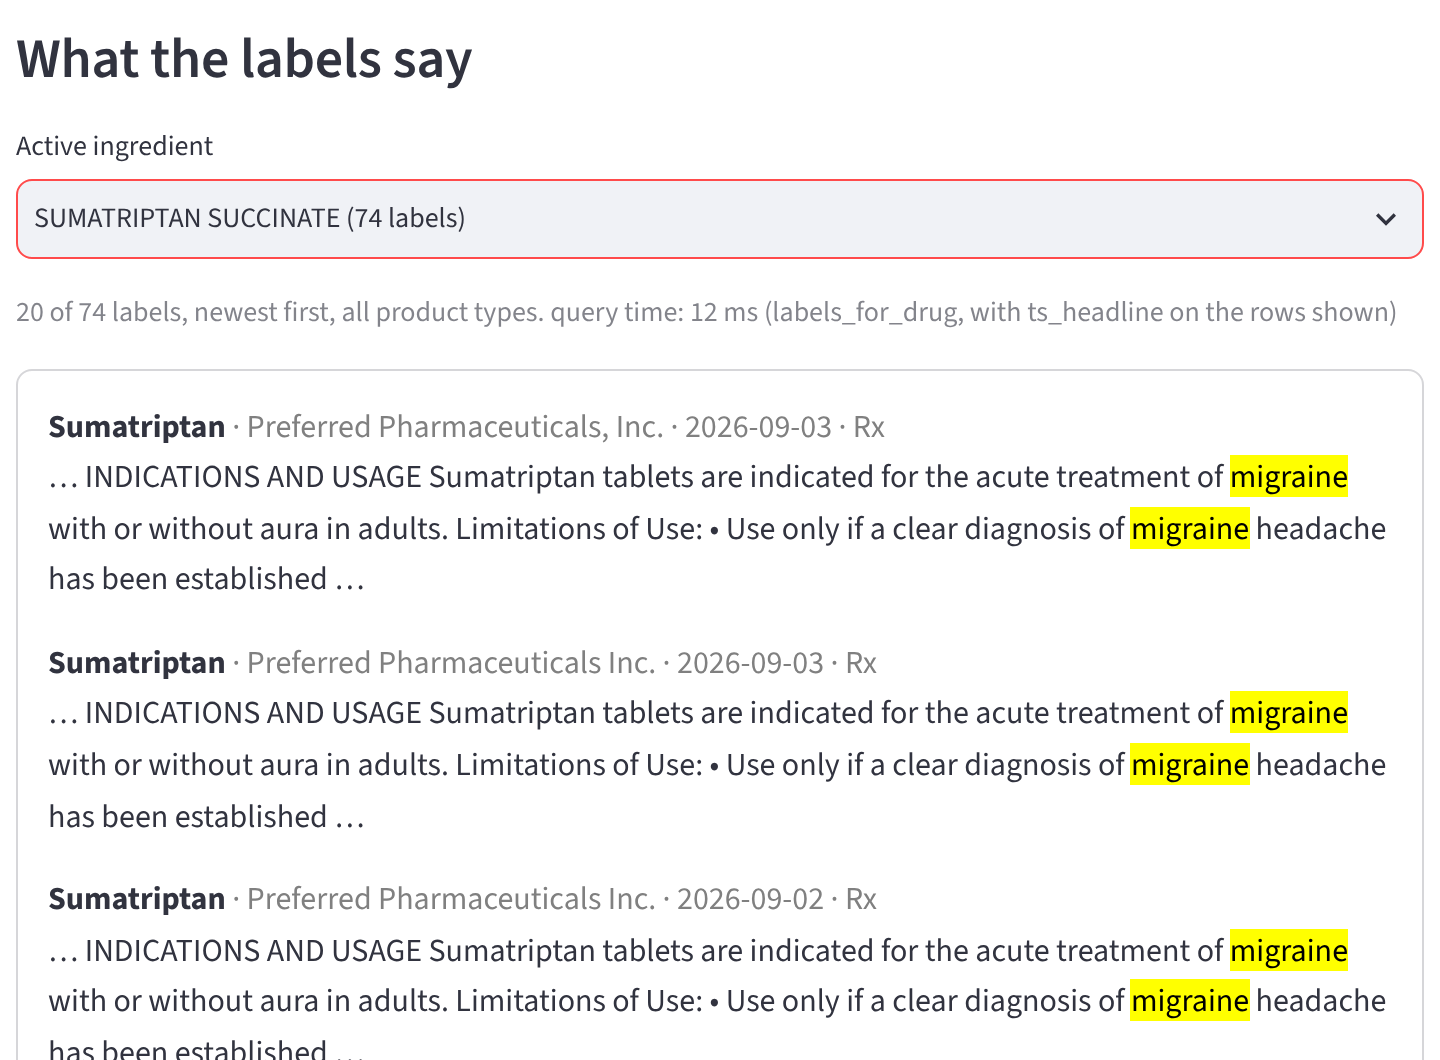 What the labels say
Active ingredient
SUMATRIPTAN SUCCINATE (74 labels)
20 of 74 labels, newest first, all product types. query time: 12 ms (labels_for_drug, with ts_headline on the rows shown)
Sumatriptan · Preferred Pharmaceuticals, Inc. · 2026-09-03 · Rx
… INDICATIONS AND USAGE Sumatriptan tablets are indicated for the acute treatment of migraine
with or without aura in adults. Limitations of Use: • Use only if a clear diagnosis of migraine headache
has been established …
Sumatriptan · Preferred Pharmaceuticals Inc. · 2026-09-03 · Rx
… INDICATIONS AND USAGE Sumatriptan tablets are indicated for the acute treatment of migraine
with or without aura in adults. Limitations of Use: • Use only if a clear diagnosis of migraine headache
has been established …
Sumatriptan · Preferred Pharmaceuticals Inc. · 2026-09-02 · Rx
… INDICATIONS AND USAGE Sumatriptan tablets are indicated for the acute treatment of migraine
with or without aura in adults. Limitations of Use: • Use only if a clear diagnosis of migraine headache
has been established …